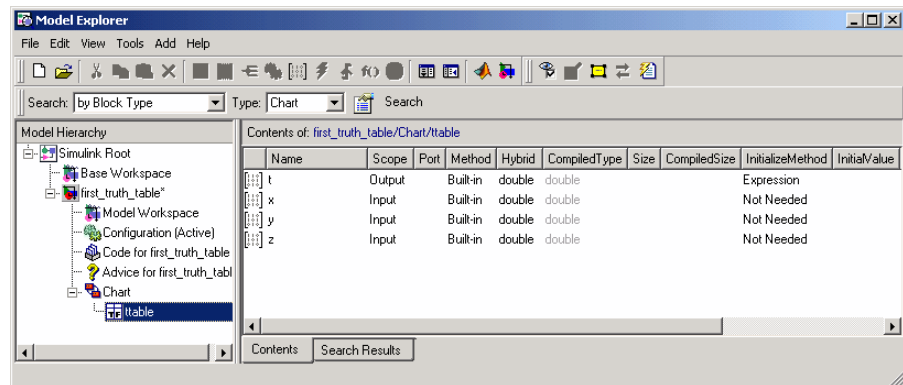 Model Explorer
File Edit View Tools Add Help
Search: by Block Type Type: Chart Search
Model Hierarchy
Simulink Root
Base Workspace
first_truth_table*
Model Workspace
Configuration (Active)
Code for first_truth_table
Advice for first_truth_tabl
Chart
ttable
Contents of: first_truth_table/Chart/ttable
Name Scope Port Method Hybrid CompiledType Size CompiledSize InitializeMethod InitialValue
t Output Built-in double double Expression
x Input Built-in double double Not Needed
y Input Built-in double double Not Needed
z Input Built-in double double Not Needed
Contents Search Results